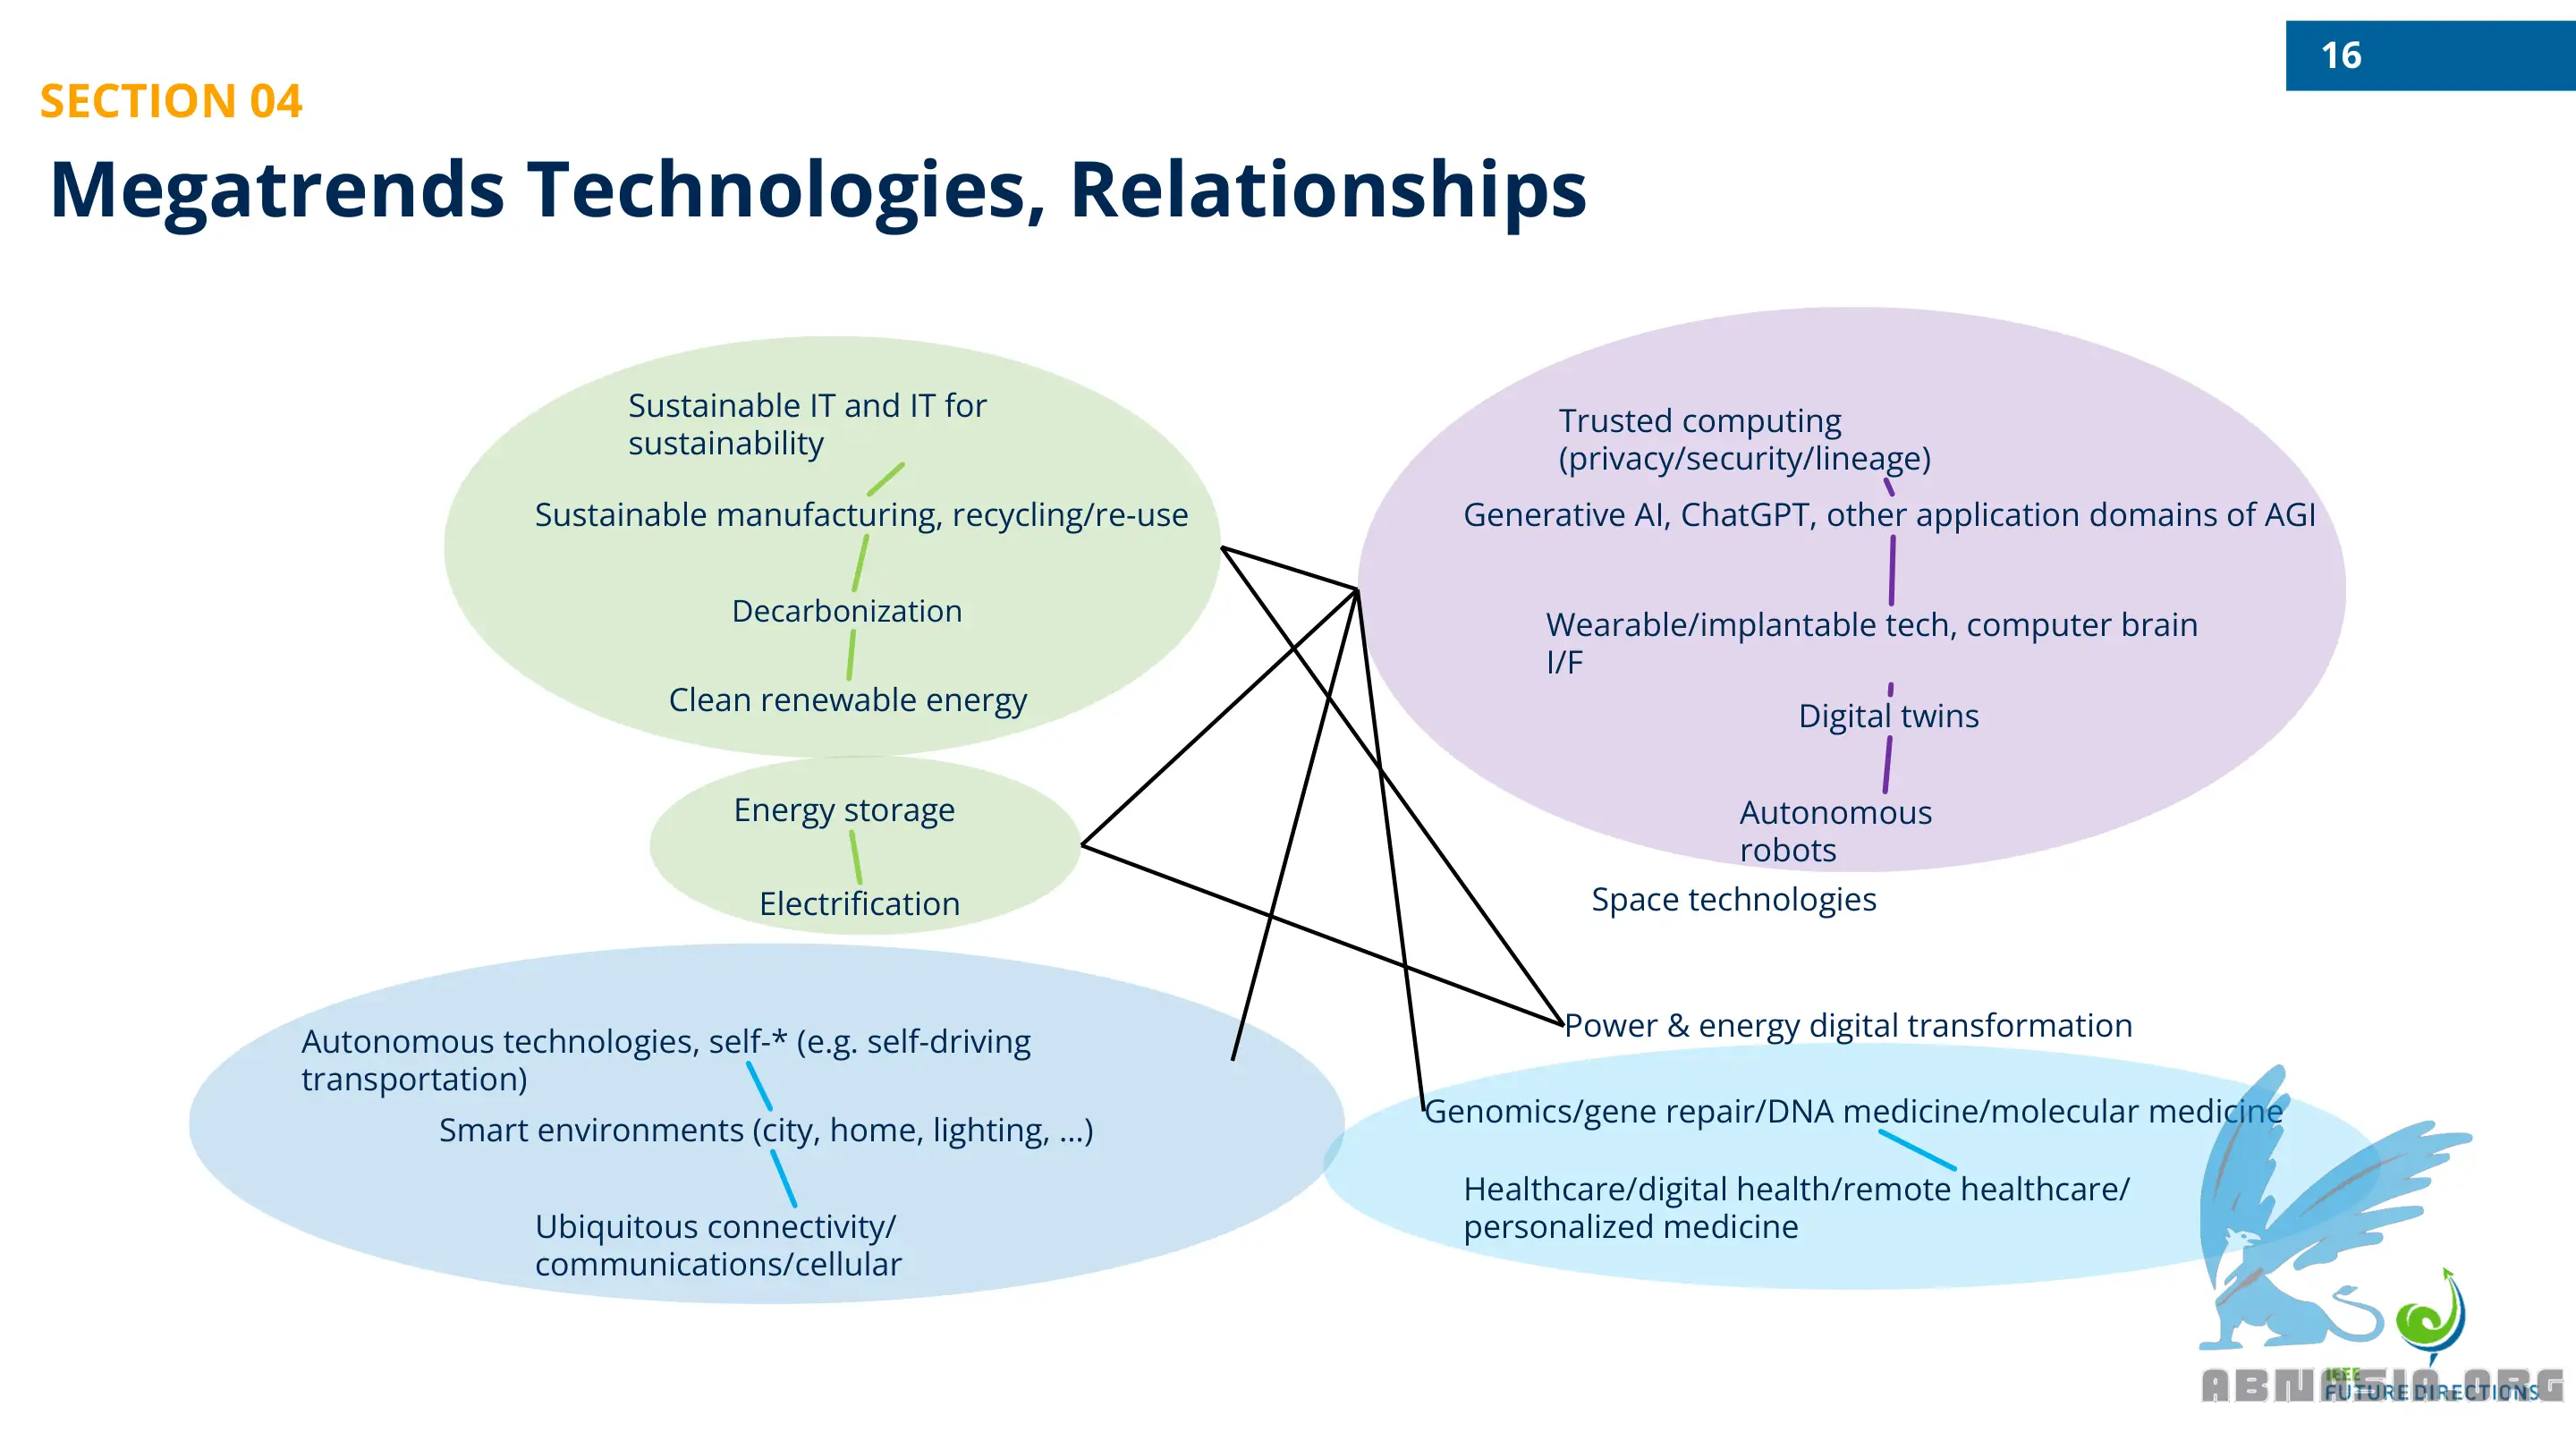 16
SECTION 04
Megatrends Technologies, Relationships
Sustainable IT and IT for
sustainability
Sustainable manufacturing, recycling/re-use
Decarbonization
Clean renewable energy
Energy storage
Electrification
Autonomous technologies, self-* (e.g. self-driving
transportation)
Smart environments (city, home, lighting, ...)
Ubiquitous connectivity/
communications/cellular
Trusted computing
(privacy/security/lineage)
Generative AI, ChatGPT, other application domains of AGI
Wearable/implantable tech, computer brain
I/F
Digital twins
Autonomous
robots
Space technologies
Power & energy digital transformation
Genomics/gene repair/DNA medicine/molecular medicine
Healthcare/digital health/remote healthcare/
personalized medicine
IEEE
FUTURE DIRECTIONS
ABNASIA.ORG